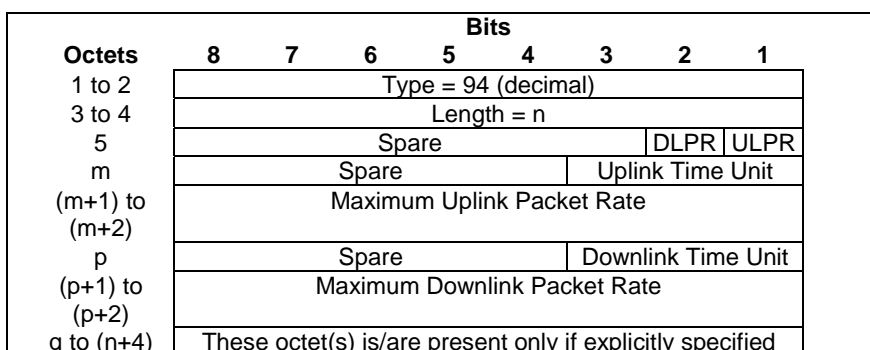 Bits
Octets 8 7 6 5 4 3 2 1
1 to 2 Type = 94 (decimal)
3 to 4 Length = n
5 Spare DLPR ULPR
m Spare Uplink Time Unit
(m+1) to Maximum Uplink Packet Rate
(m+2)
p Spare Downlink Time Unit
(p+1) to Maximum Downlink Packet Rate
(p+2)
q to (n+4) These octet(s) is/are present only if explicitly specified